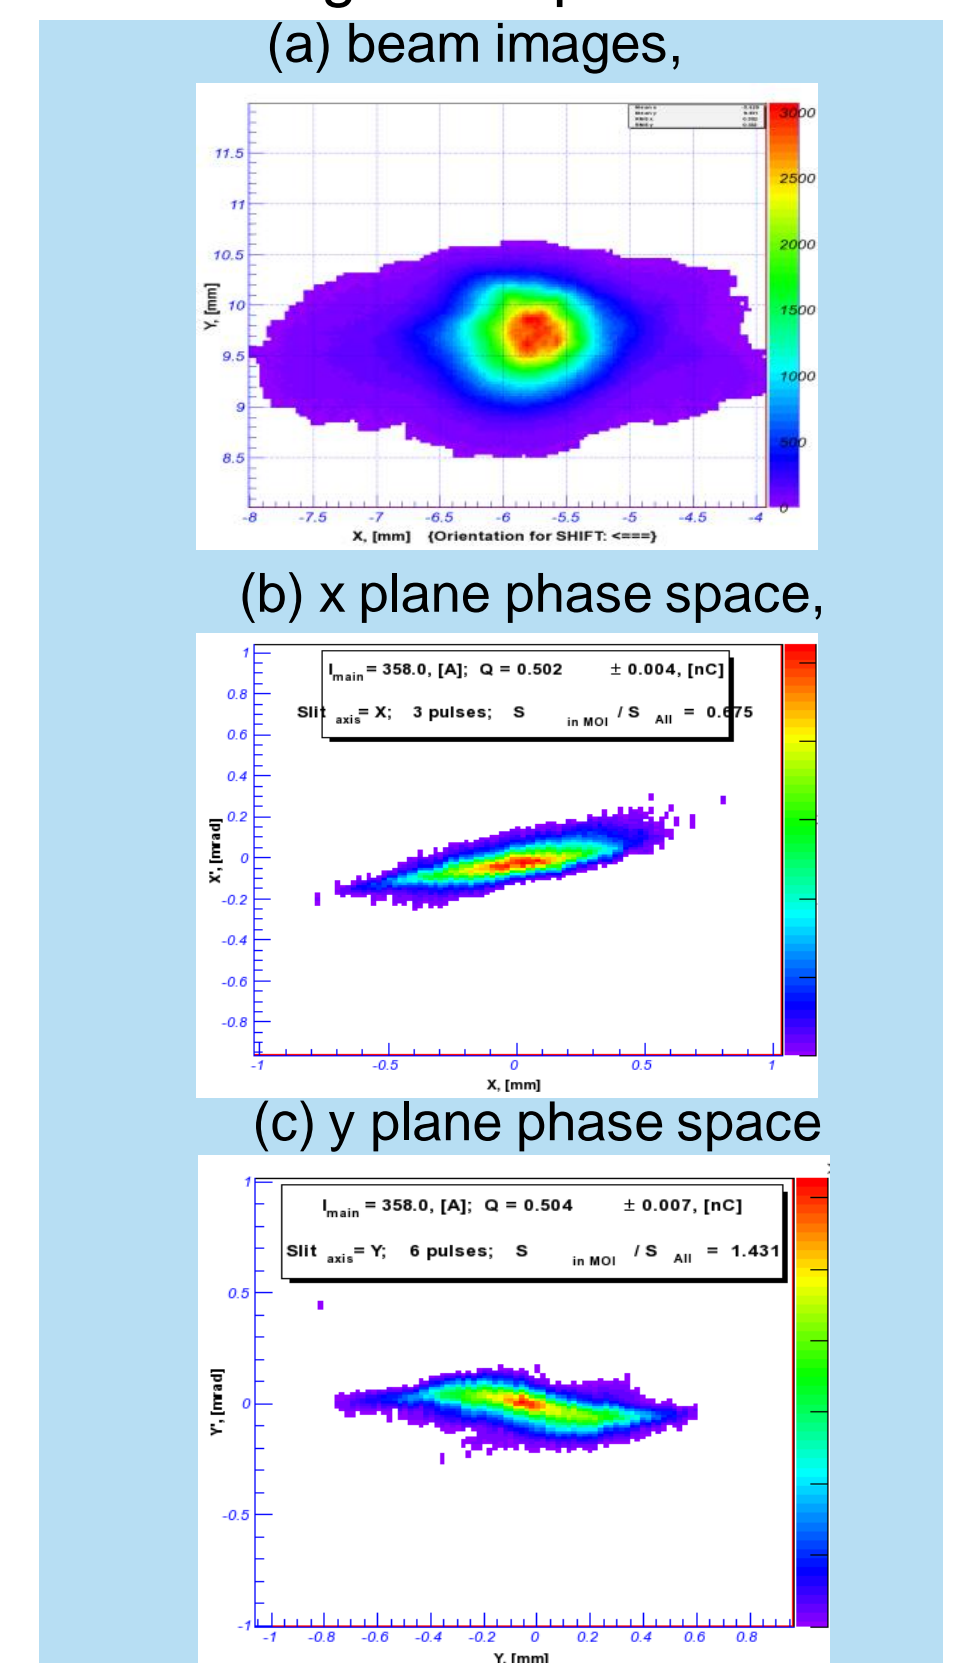 (a) beam images,
3000
11.5
2500
11
2000
10.5
1500
10
Y, [mm]
9.5
1000
9
500
8.5
0
-8 -7.5 -7 -6.5 -6 -5.5 -5 -4.5 -4
X, [mm] {Orientation for SHIFT: <===}
(b) x plane phase space,
1
I main = 358.0, [A]; Q = 0.502 ± 0.004, [nC]
0.8
Slit axis = X; 3 pulses; S in MOI / S All = 0.675
0.6
0.4
0.2
0
X', [mrad]
-0.2
-0.4
-0.6
-0.8
-1 -0.5 0 0.5 1
X, [mm]
(c) y plane phase space
1
I main = 358.0, [A]; Q = 0.504 ± 0.007, [nC]
Slit axis = Y; 6 pulses; S in MOI / S All = 1.431
0.5
0
Y', [mrad]
-0.5
-1
-1 -0.8 -0.6 -0.4 -0.2 0 0.2 0.4 0.6 0.8
Y, [mm]